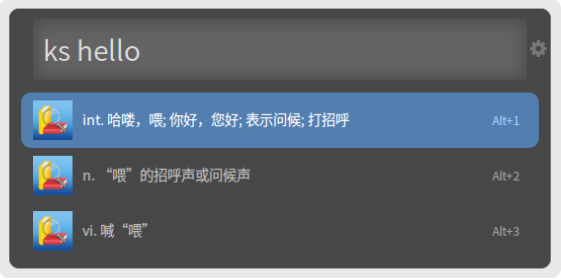 ks hello
int. 哈喽，喂; 你好，您好; 表示问候; 打招呼
Alt+1
n. “喂”的招呼声或问候声
Alt+2
vi. 喊“喂”
Alt+3